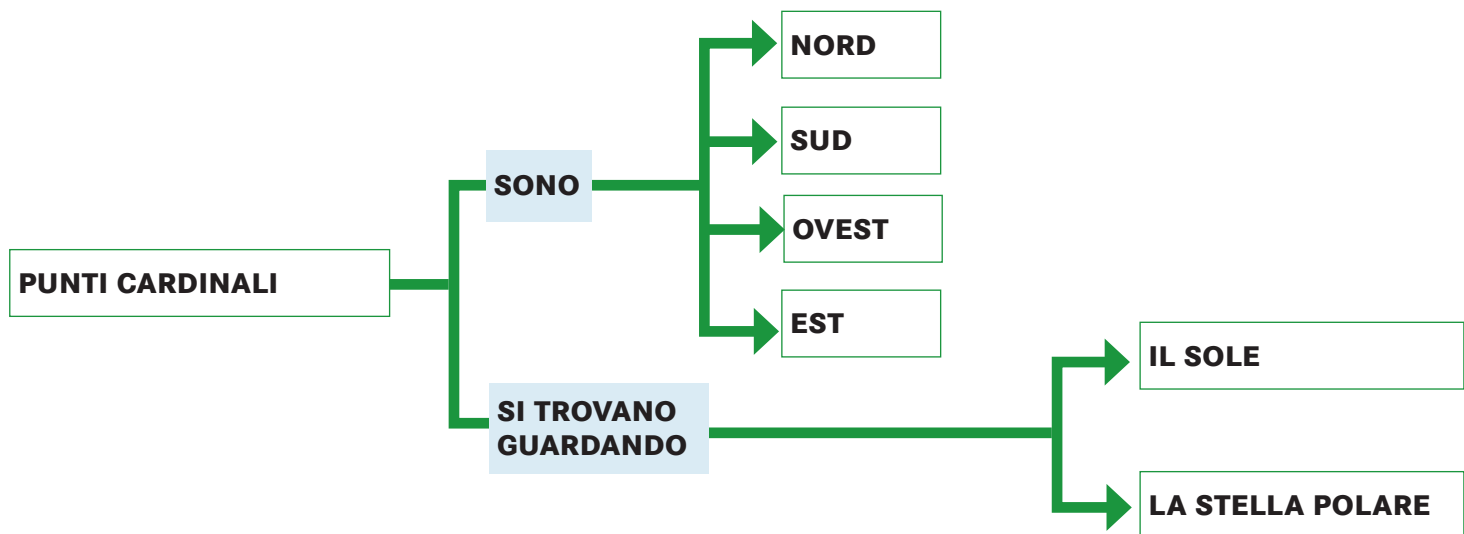 PUNTI CARDINALI
SONO
NORD
SUD
OVEST
EST
SI TROVANO
GUARDANDO
IL SOLE
LA STELLA POLARE